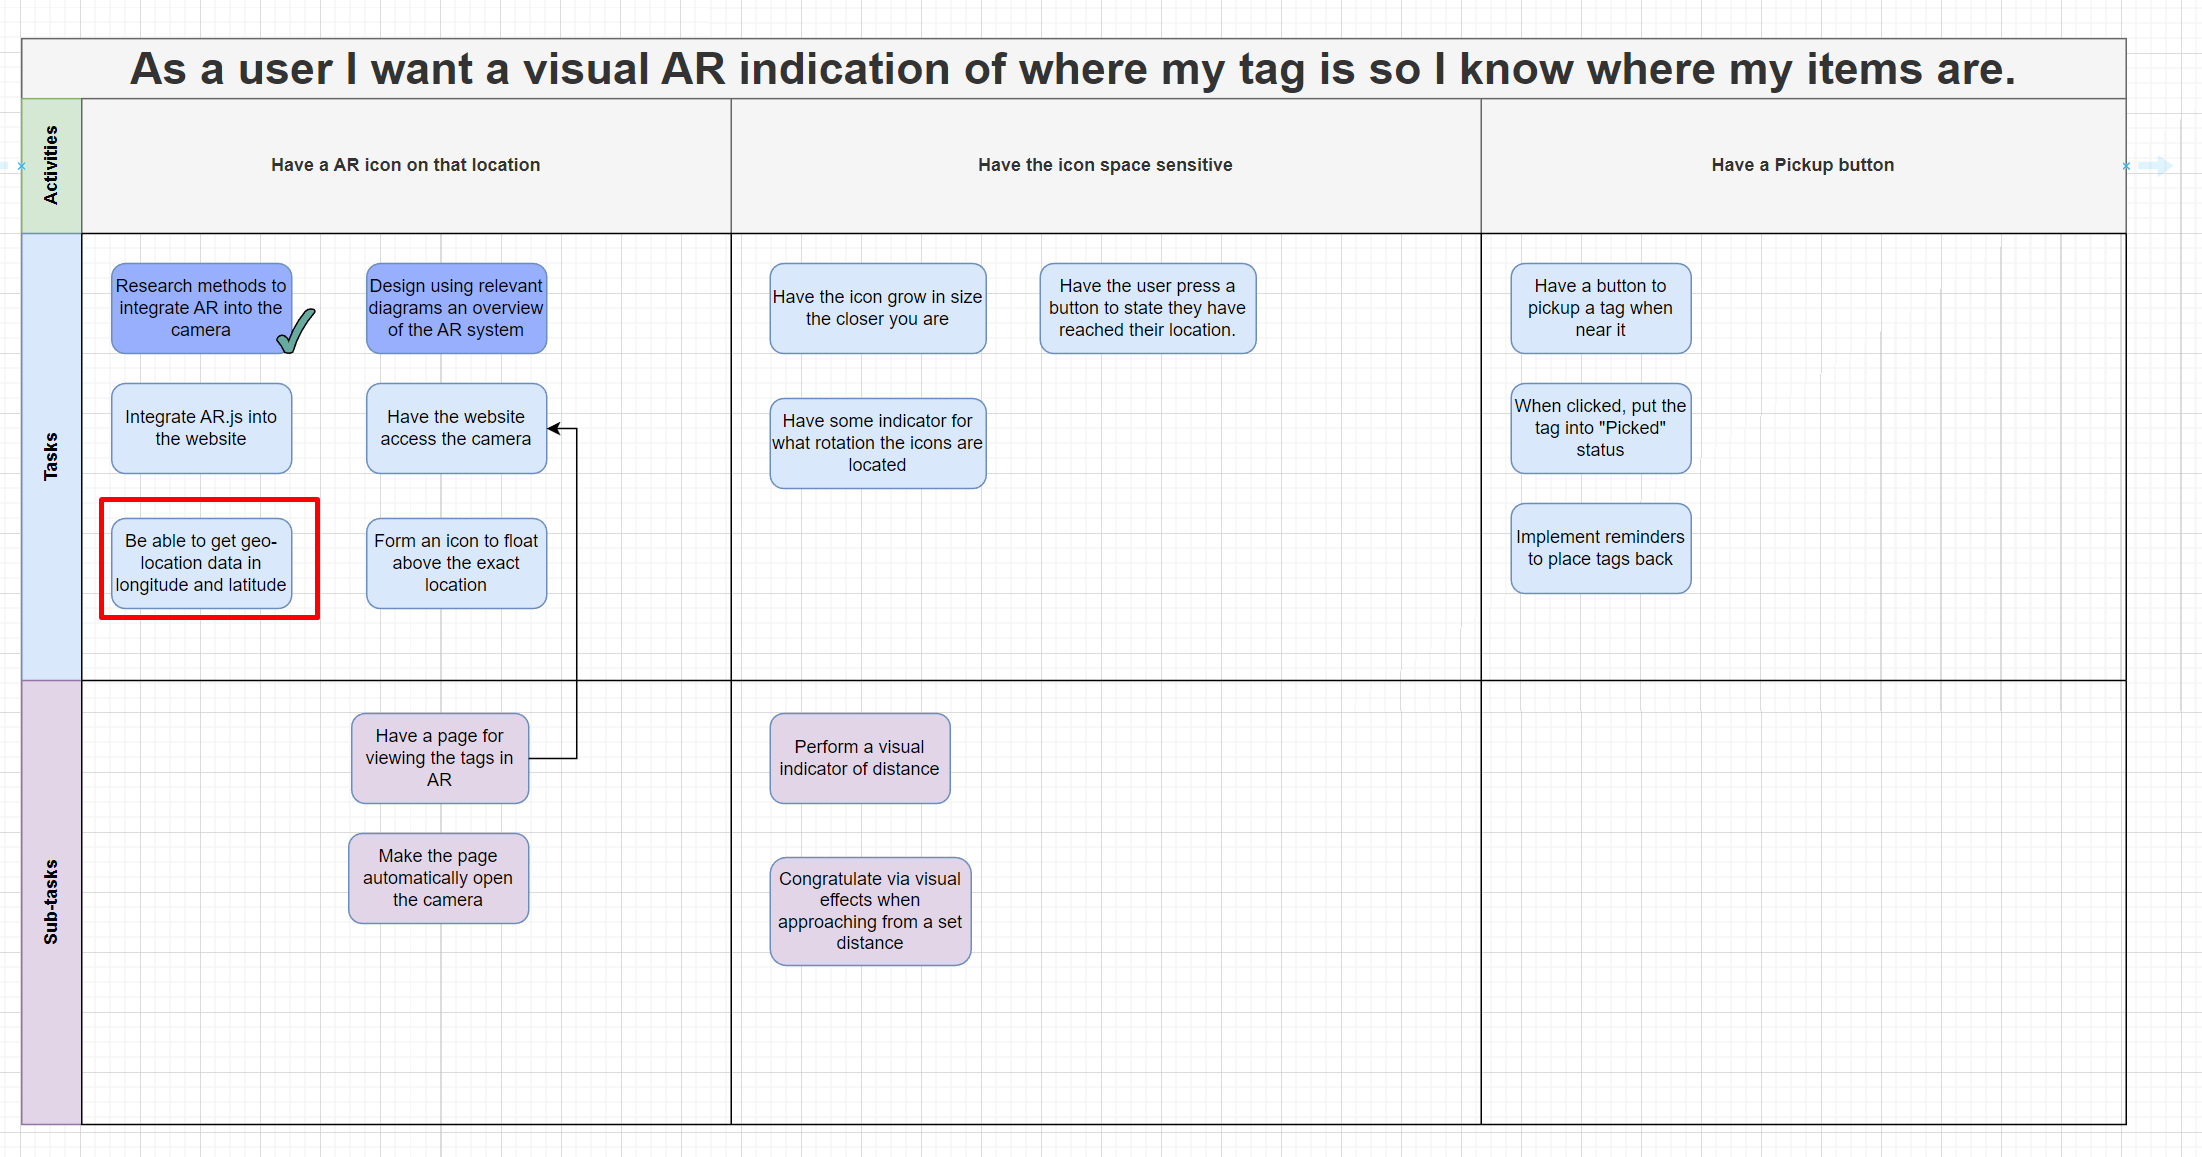 As a user I want a visual AR indication of where my tag is so I know where my items are.
Activities
Have a AR icon on that location
Have the icon space sensitive
Have a Pickup button
Tasks
Research methods to
integrate AR into the
camera
Design using relevant
diagrams an overview
of the AR system
Integrate AR.js into
the website
Have the website
access the camera
Be able to get geo-
location data in
longitude and latitude
Form an icon to float
above the exact
location
Have the icon grow in size
the closer you are
Have the user press a
button to state they have
reached their location.
Have some indicator for
what rotation the icons are
located
Have a button to
pickup a tag when
near it
When clicked, put the
tag into "Picked"
status
Implement reminders
to place tags back
Sub-tasks
Have a page for
viewing the tags in
AR
Make the page
automatically open
the camera
Perform a visual
indicator of distance
Congratulate via visual
effects when
approaching from a set
distance